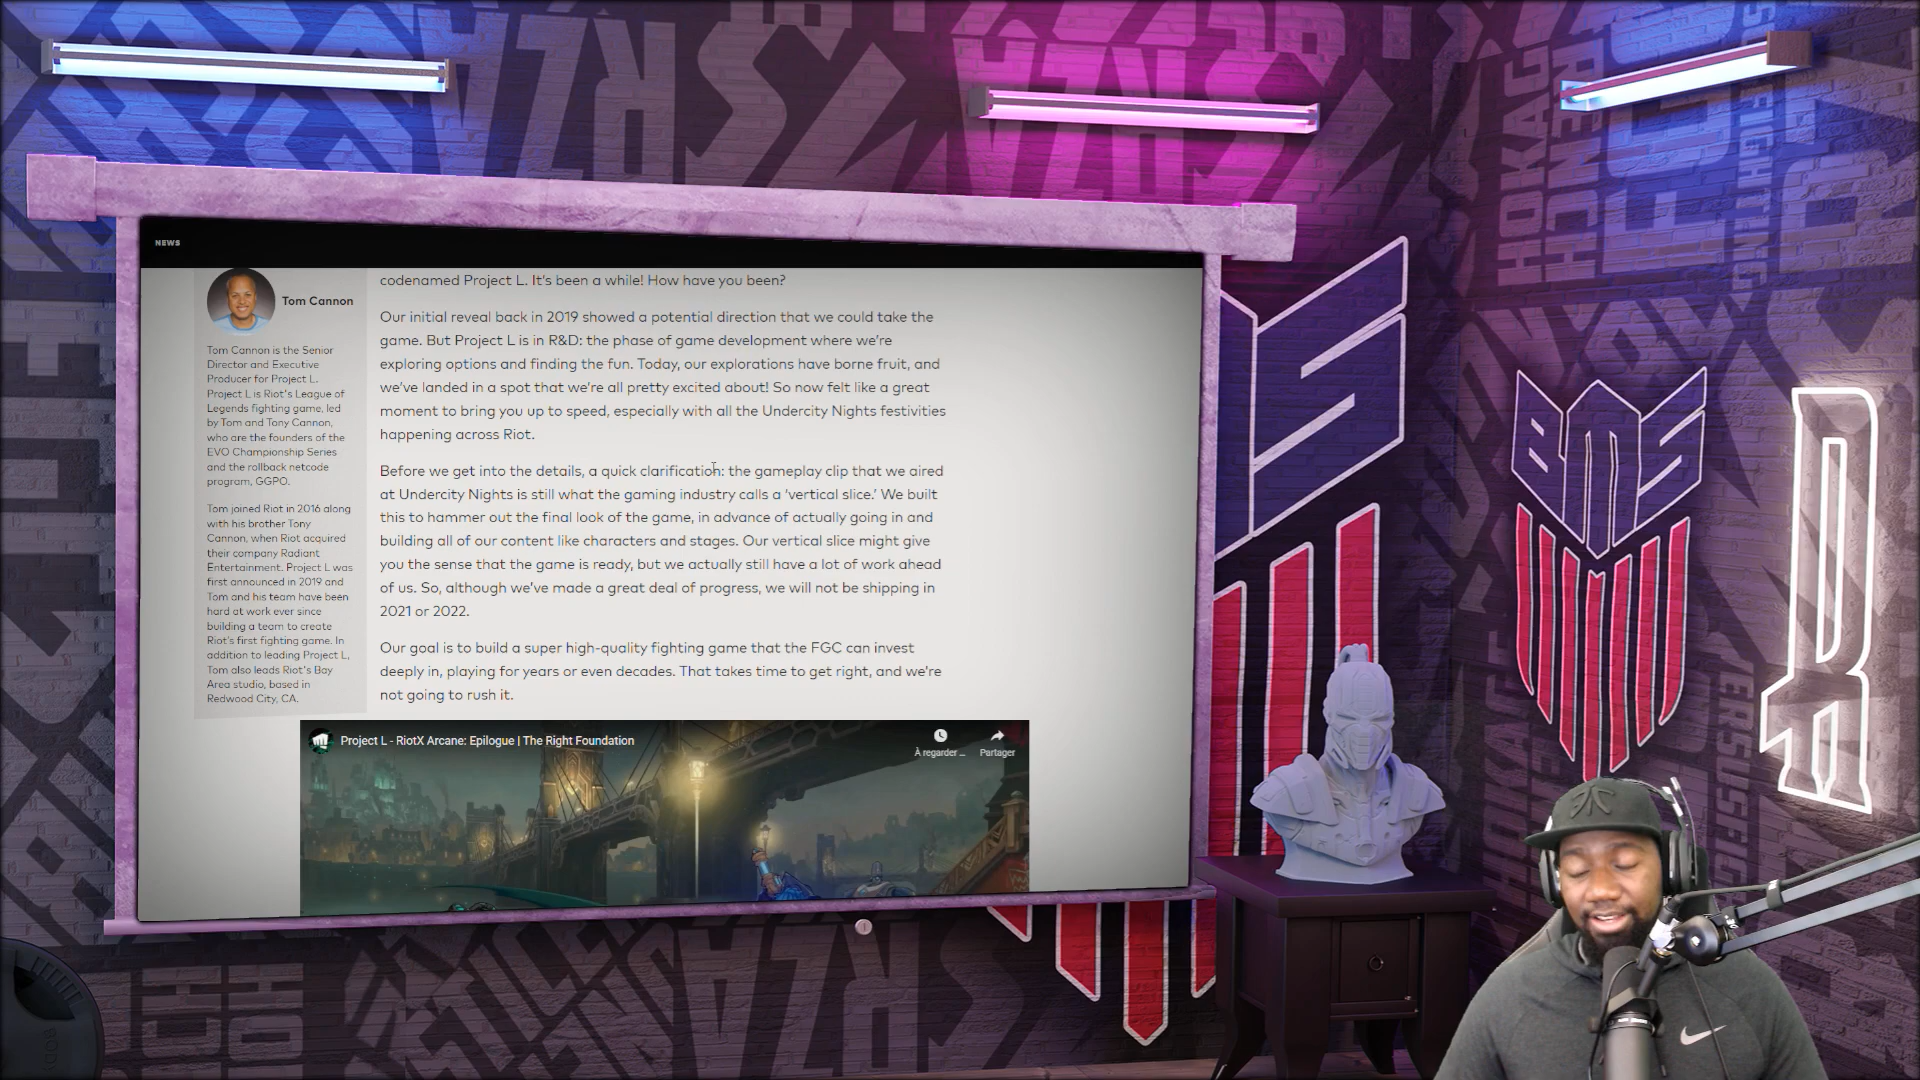 NEWS
Tom Cannon
Tom Cannon is the Senior
Director and Executive
Producer for Project L.
Project L is Riot's League of
Legends fighting game, led
by Tom and Tony Cannon,
who are the founders of the
EVO Championship Series
and the rollback netcode
program, GGPO.
Tom joined Riot in 2016 along
with his brother Tony
Cannon, when Riot acquired
their company Radiant
Entertainment. Project L was
first announced in 2019 and
Tom and his team have been
hard at work ever since
building a team to create
Riot's first fighting game. In
addition to leading Project L,
Tom also leads Riot's Bay
Area studio, based in
Redwood City, CA.
codenamed Project L. It's been a while! How have you been?
Our initial reveal back in 2019 showed a potential direction that we could take the
game. But Project L is in R&D: the phase of game development where we're
exploring options and finding the fun. Today, our explorations have borne fruit, and
we've landed in a spot that we're all pretty excited about! So now felt like a great
moment to bring you up to speed, especially with all the Undercity Nights festivities
happening across Riot.
Before we get into the details, a quick clarification: the gameplay clip that we aired
at Undercity Nights is still what the gaming industry calls a 'vertical slice.' We built
this to hammer out the final look of the game, in advance of actually going in and
building all of our content like characters and stages. Our vertical slice might give
you the sense that the game is ready, but we actually still have a lot of work ahead
of us. So, although we've made a great deal of progress, we will not be shipping in
2021 or 2022.
Our goal is to build a super high-quality fighting game that the FGC can invest
deeply in, playing for years or even decades. That takes time to get right, and we're
not going to rush it.
Project L - RiotX Arcane: Epilogue | The Right Foundation
À regarder ...
Partager
BMS